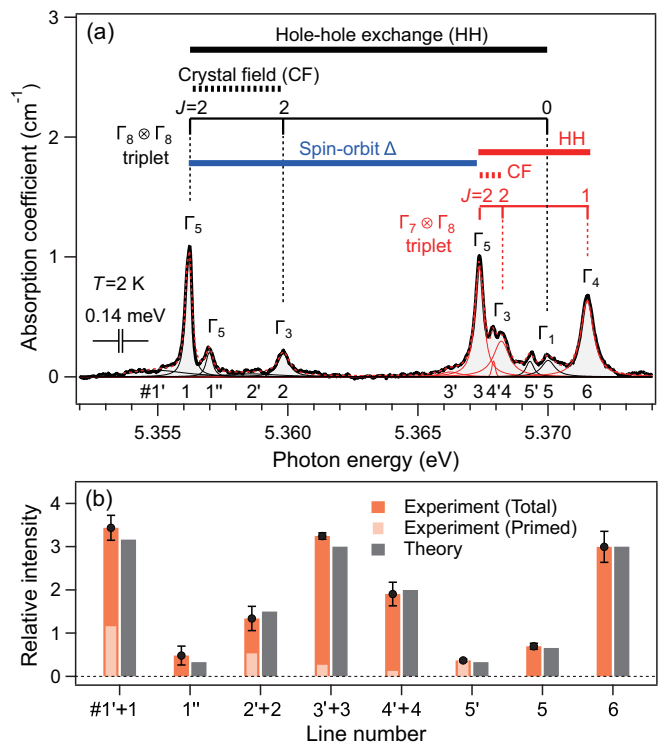 (a)
Hole-hole exchange (HH)
Crystal field (CF)
J=2 2 0
Γ8 ⊗ Γ8
triplet
Spin-orbit Δ
HH
CF
J=2 2 1
Γ7 ⊗ Γ8
triplet
Γ5 Γ5 Γ3 Γ5 Γ3 Γ1 Γ4
T=2 K
0.14 meV
3
2
1
0
Absorption coefficient (cm-1)
#1' 1 1'' 2' 2 3' 3 4' 4 5' 5 6
5.355 5.360 5.365 5.370
Photon energy (eV)
(b)
Experiment (Total)
Experiment (Primed)
Theory
4
3
2
1
0
Relative intensity
#1'+1 1'' 2'+2 3'+3 4'+4 5' 5 6
Line number